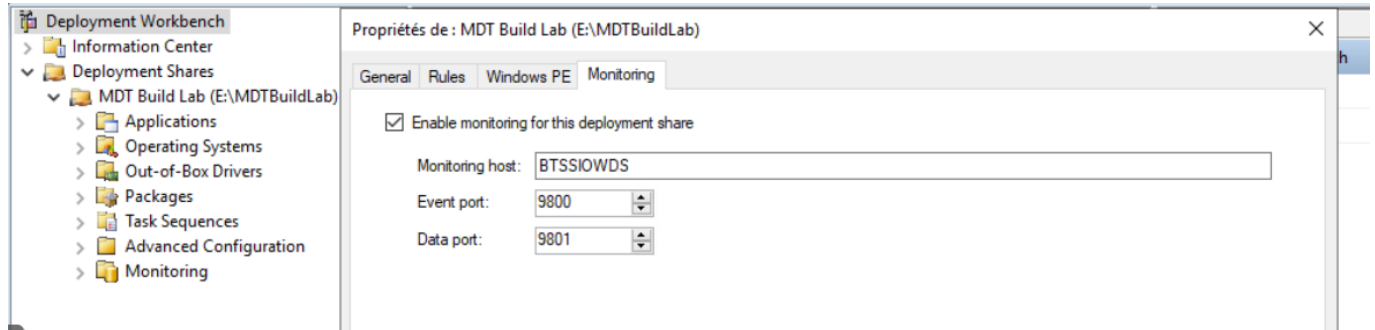 Deployment Workbench
Information Center
Deployment Shares
MDT Build Lab (E:\MDTBuildLab)
Applications
Operating Systems
Out-of-Box Drivers
Packages
Task Sequences
Advanced Configuration
Monitoring
Propriétés de : MDT Build Lab (E:\MDTBuildLab)
General Rules Windows PE Monitoring
Enable monitoring for this deployment share
Monitoring host: BTSSIOWDS
Event port: 9800
Data port: 9801
h